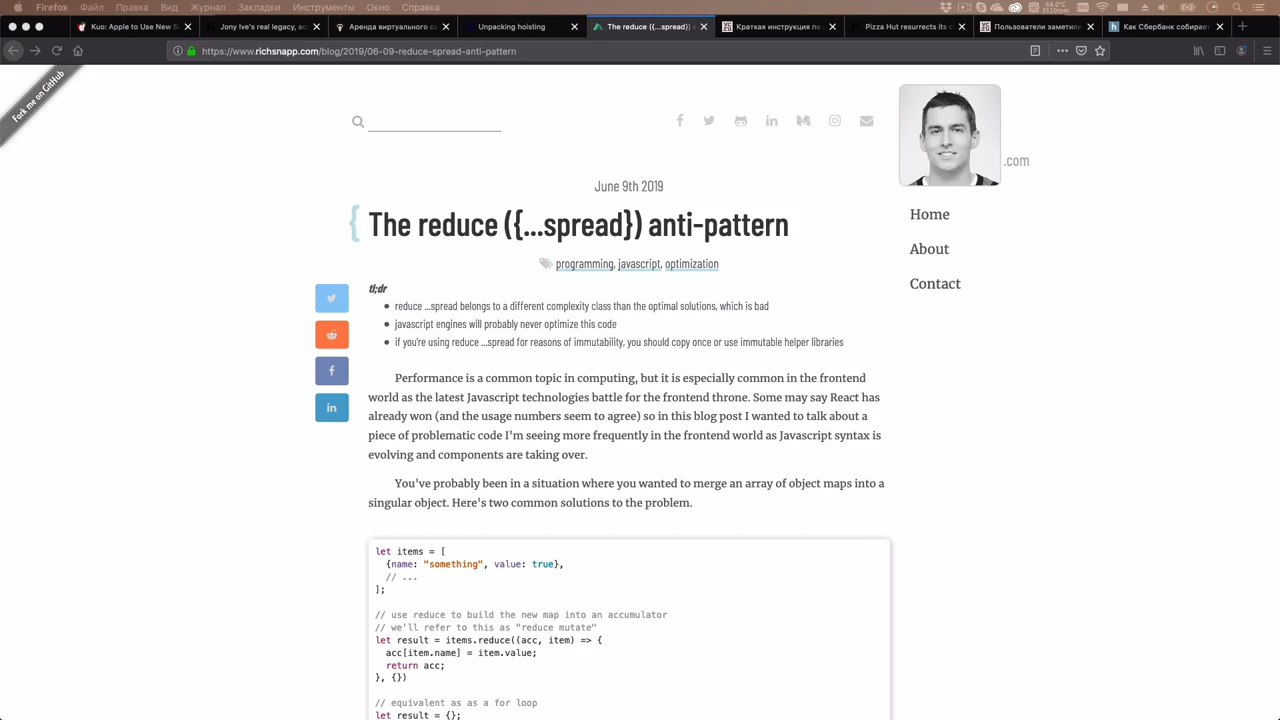 Firefox Файл Правка Вид Журнал Закладки Инструменты Окно Справка
68.0°C
Kuo: Apple to Use New S
Jony Ive's real legacy, ac
Аренда виртуального с
Unpacking hoisting
The reduce ({...spread})
Краткая инструкция по
Pizza Hut resurrects its c
Пользователи заметил
Как Сбербанк собирает
https://www.richsnapp.com/blog/2019/06-09-reduce-spread-anti-pattern
Fork me on GitHub
.com
June 9th 2019
{ The reduce ({...spread}) anti-pattern
programming, javascript, optimization
Home
About
Contact
tl;dr
reduce ...spread belongs to a different complexity class than the optimal solutions, which is bad
javascript engines will probably never optimize this code
if you're using reduce ...spread for reasons of immutability, you should copy once or use immutable helper libraries
Performance is a common topic in computing, but it is especially common in the frontend
world as the latest Javascript technologies battle for the frontend throne. Some may say React has
already won (and the usage numbers seem to agree) so in this blog post I wanted to talk about a
piece of problematic code I'm seeing more frequently in the frontend world as Javascript syntax is
evolving and components are taking over.
You've probably been in a situation where you wanted to merge an array of object maps into a
singular object. Here's two common solutions to the problem.
let items = [
{name: "something", value: true},
// ...
];
// use reduce to build the new map into an accumulator
// we'll refer to this as "reduce mutate"
let result = items.reduce((acc, item) => {
acc[item.name] = item.value;
return acc;
}, {})
// equivalent as as a for loop
let result = {};